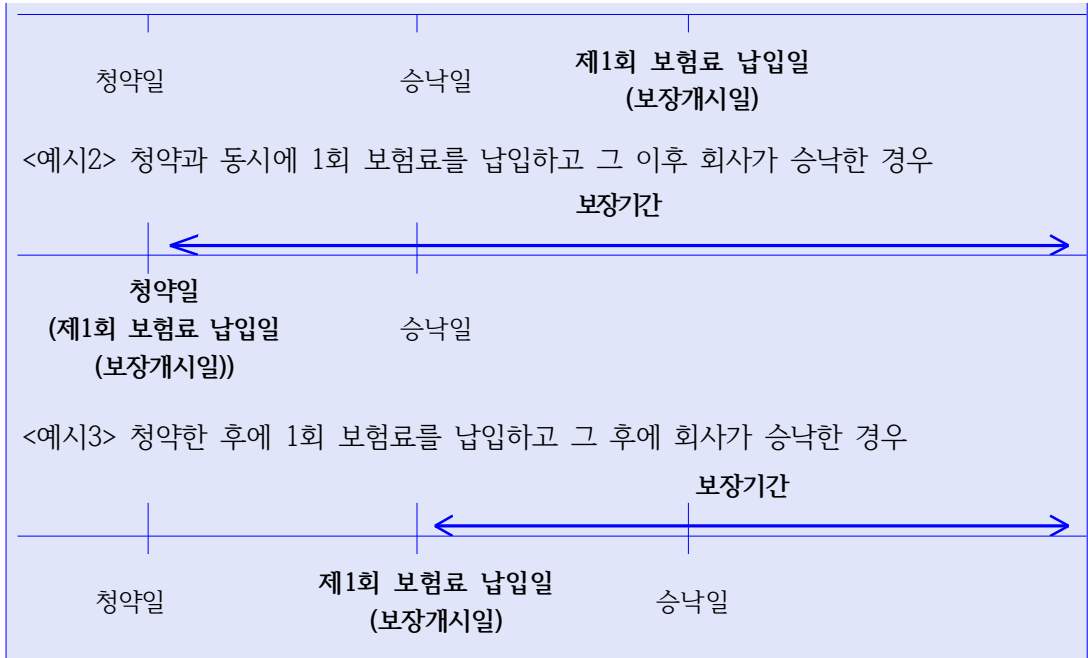 청약일 승낙일 제1회 보험료 납입일
(보장개시일)
<예시2> 청약과 동시에 1회 보험료를 납입하고 그 이후 회사가 승낙한 경우
보장기간
청약일
(제1회 보험료 납입일 승낙일
(보장개시일))
<예시3> 청약한 후에 1회 보험료를 납입하고 그 후에 회사가 승낙한 경우
보장기간
청약일 제1회 보험료 납입일 승낙일
(보장개시일)